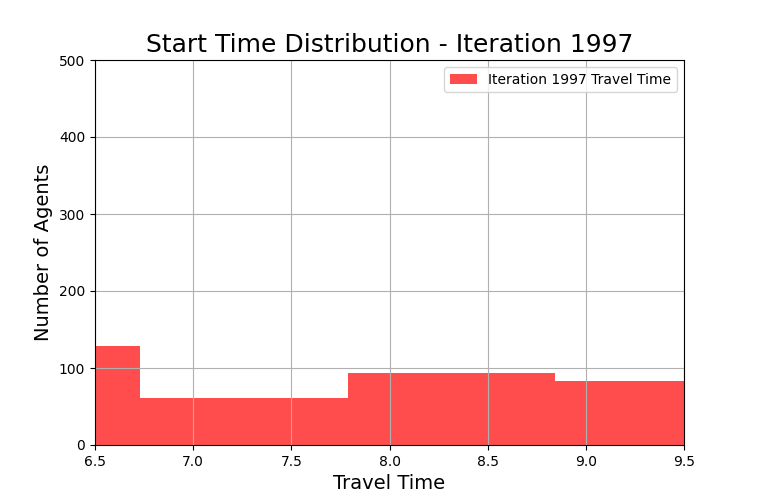 Start Time Distribution - Iteration 1997
Iteration 1997 Travel Time
Number of Agents
500
400
300
200
100
0
6.5 7.0 7.5 8.0 8.5 9.0 9.5
Travel Time